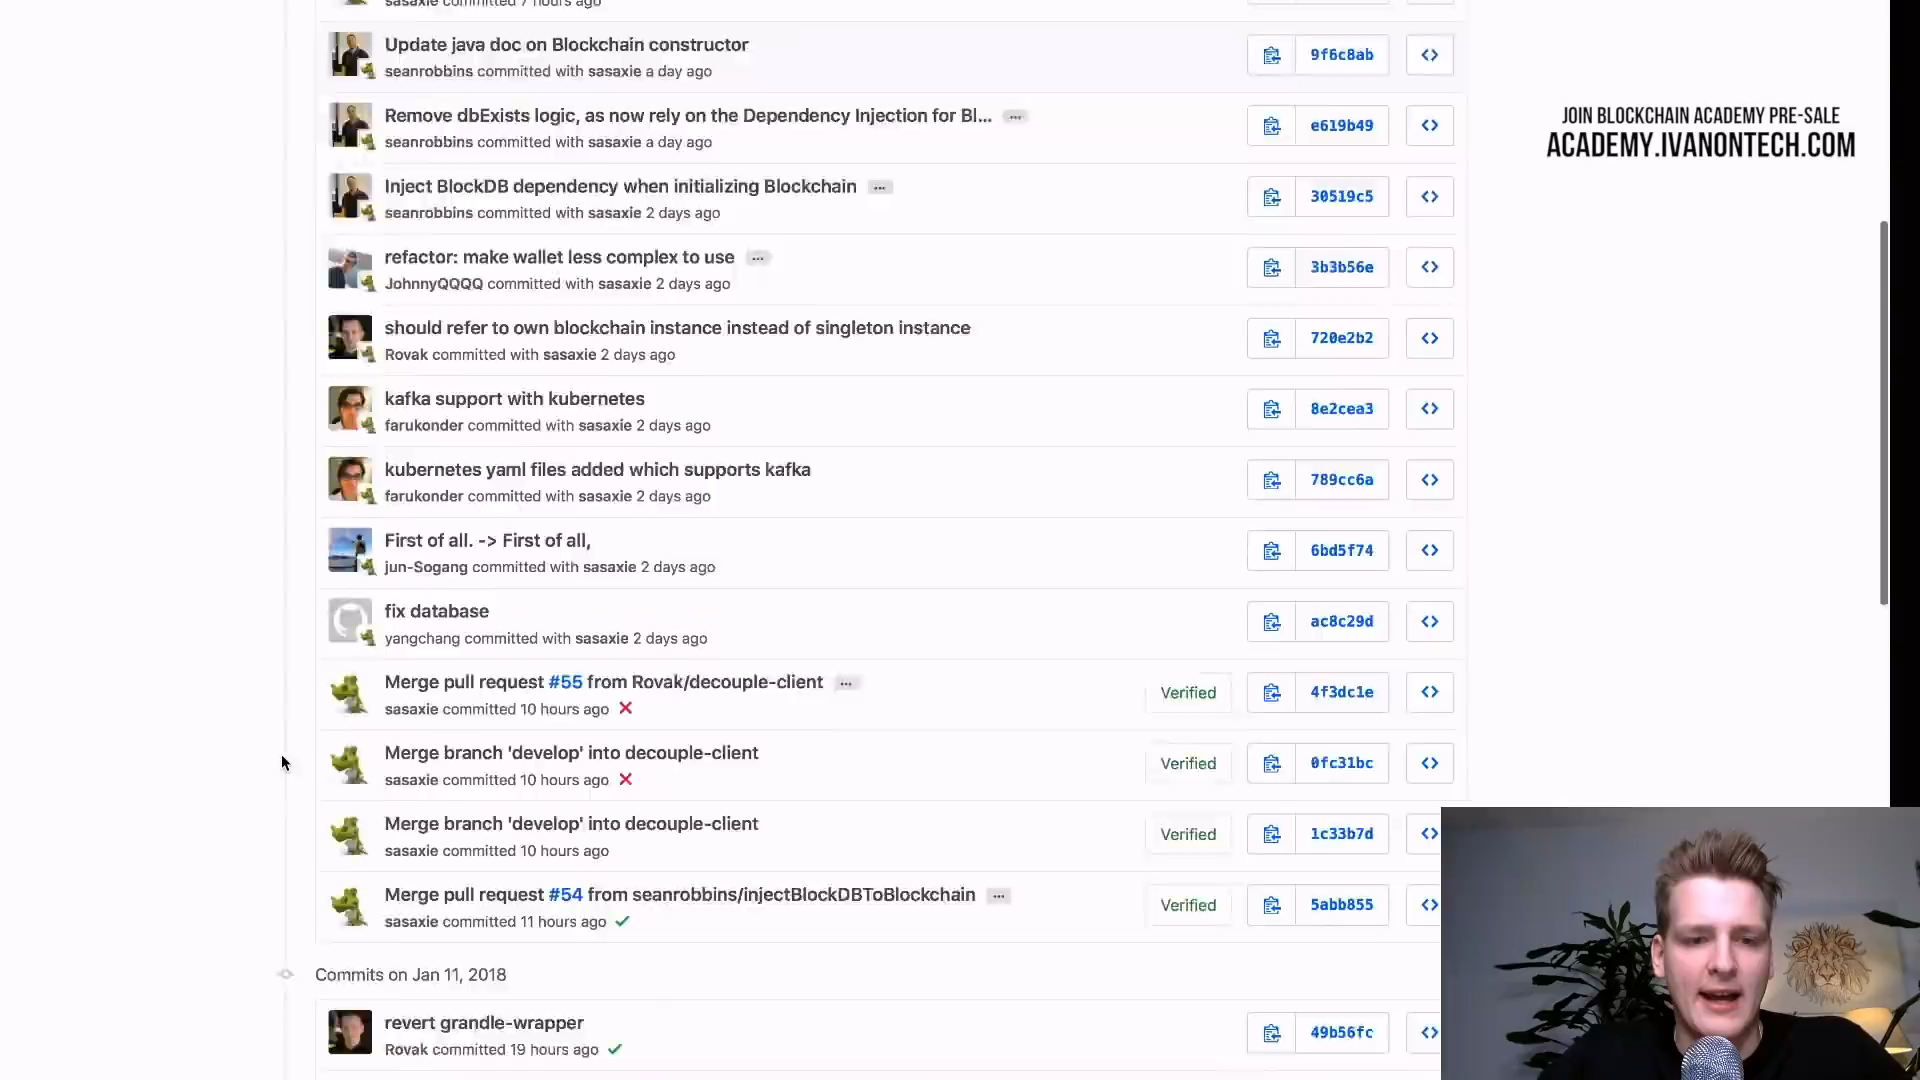 sasaxie committed 7 hours ago
Update java doc on Blockchain constructor
seanrobbins committed with sasaxie a day ago
9f6c8ab
JOIN BLOCKCHAIN ACADEMY PRE-SALE
ACADEMY.IVANONTECH.COM
Remove dbExists logic, as now rely on the Dependency Injection for Bl... ...
seanrobbins committed with sasaxie a day ago
e619b49
Inject BlockDB dependency when initializing Blockchain ...
seanrobbins committed with sasaxie 2 days ago
30519c5
refactor: make wallet less complex to use ...
JohnnyQQQQ committed with sasaxie 2 days ago
3b3b56e
should refer to own blockchain instance instead of singleton instance
Rovak committed with sasaxie 2 days ago
720e2b2
kafka support with kubernetes
farukonder committed with sasaxie 2 days ago
8e2cea3
kubernetes yaml files added which supports kafka
farukonder committed with sasaxie 2 days ago
789cc6a
First of all. -> First of all,
jun-Sogang committed with sasaxie 2 days ago
6bd5f74
fix database
yangchang committed with sasaxie 2 days ago
ac8c29d
Merge pull request #55 from Rovak/decouple-client ...
sasaxie committed 10 hours ago
Verified
4f3dc1e
Merge branch 'develop' into decouple-client
sasaxie committed 10 hours ago
Verified
0fc31bc
Merge branch 'develop' into decouple-client
sasaxie committed 10 hours ago
Verified
1c33b7d
Merge pull request #54 from seanrobbins/injectBlockDBToBlockchain ...
sasaxie committed 11 hours ago
Verified
5abb855
Commits on Jan 11, 2018
revert grandle-wrapper
Rovak committed 19 hours ago
49b56fc